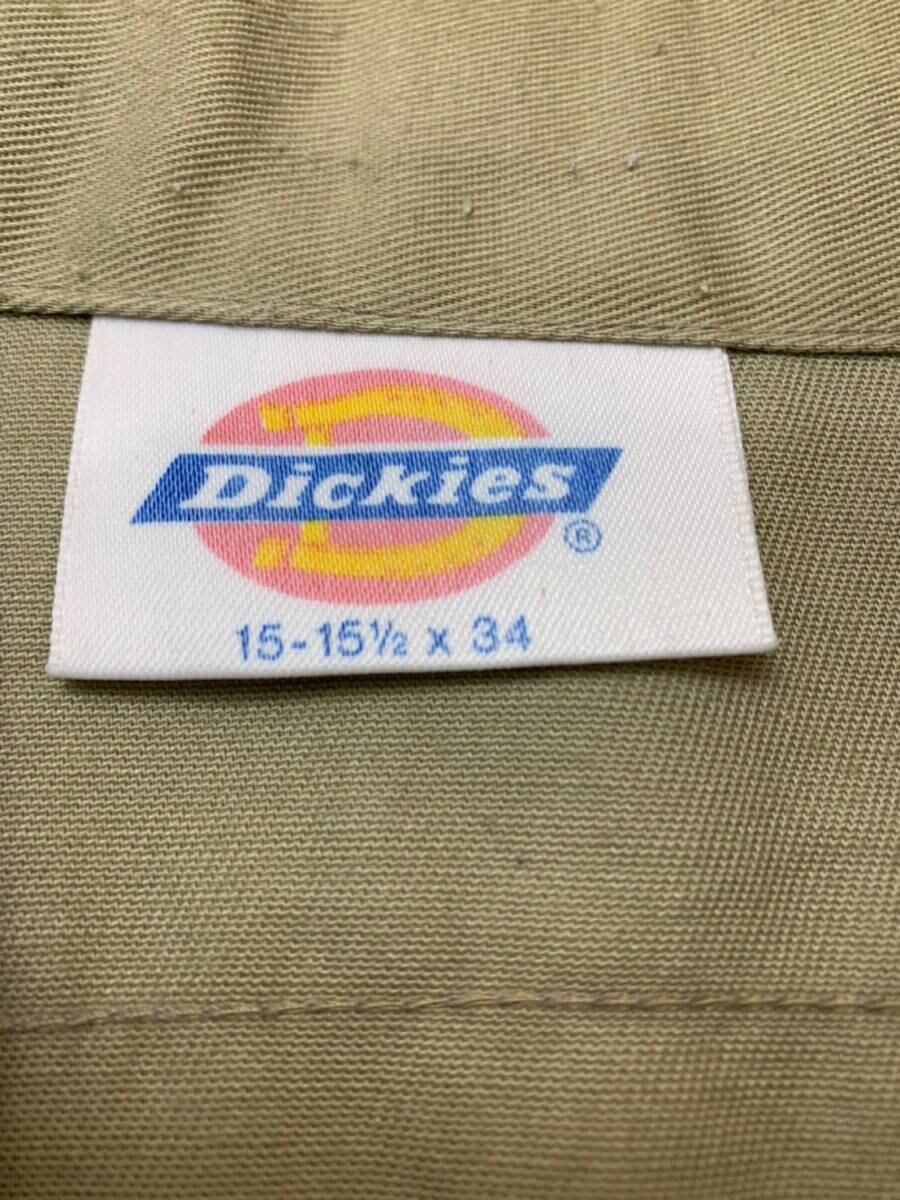 Dickies
®
15-15½ x 34